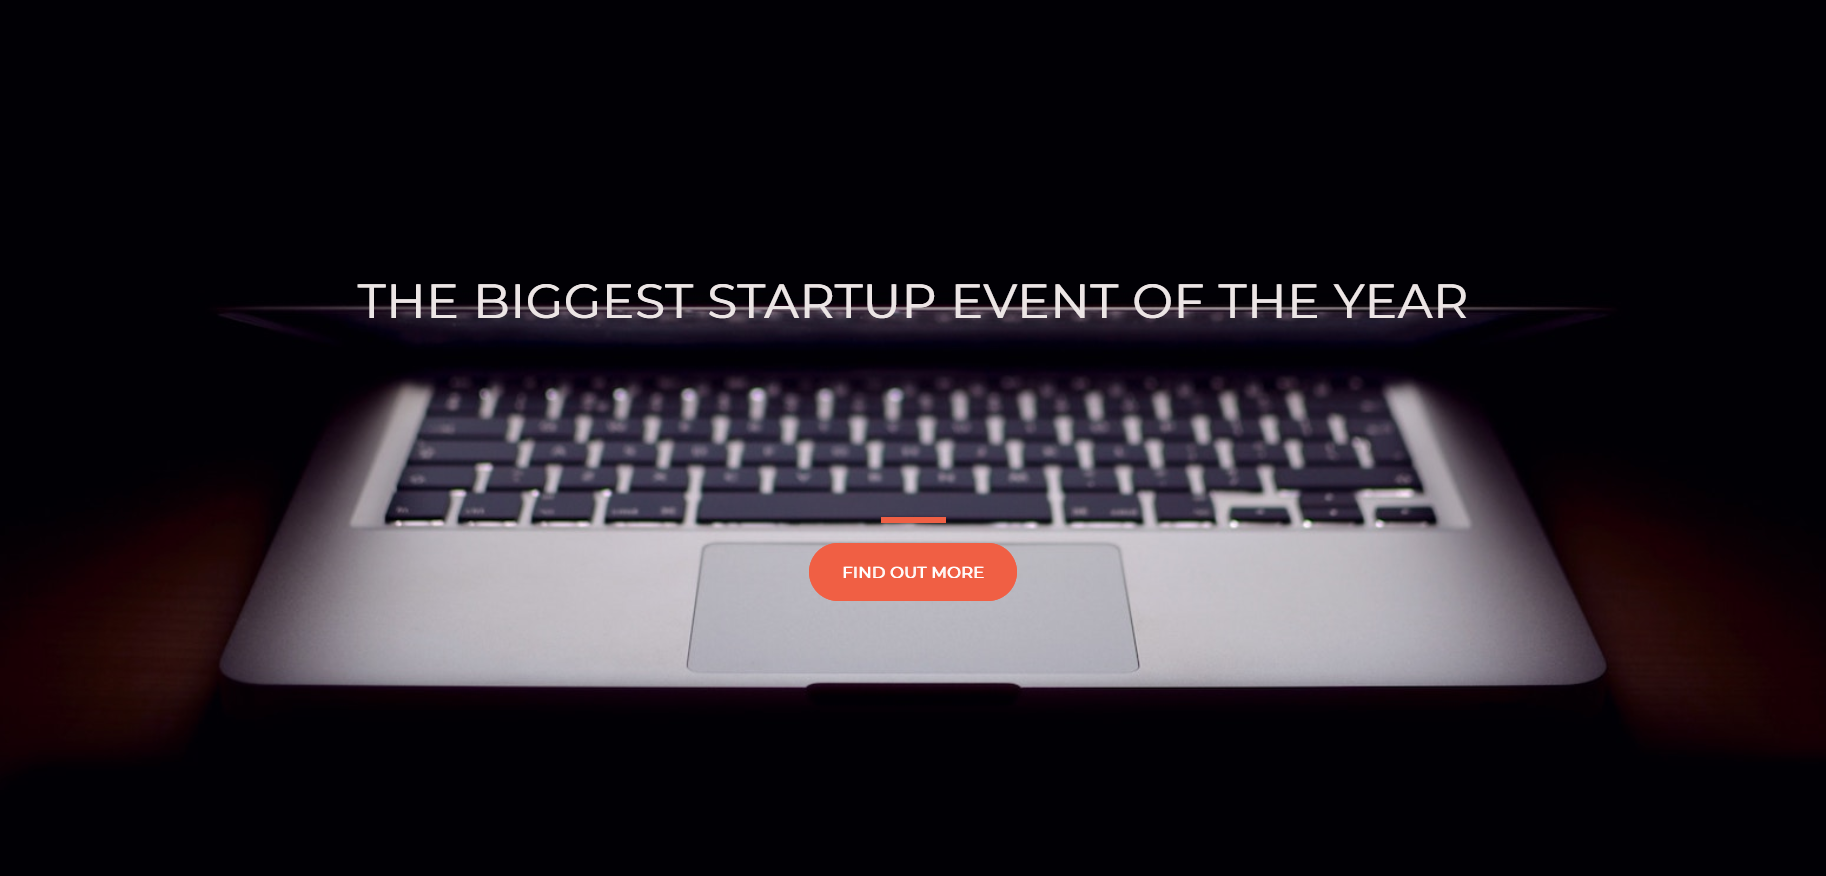 THE BIGGEST STARTUP EVENT OF THE YEAR
FIND OUT MORE